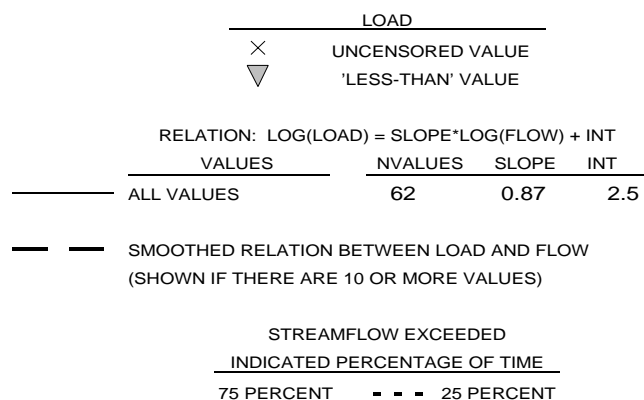 LOAD
UNCENSORED VALUE
'LESS-THAN' VALUE
RELATION: LOG(LOAD) = SLOPE*LOG(FLOW) + INT
VALUES NVALUES SLOPE INT
ALL VALUES 62 0.87 2.5
SMOOTHED RELATION BETWEEN LOAD AND FLOW
(SHOWN IF THERE ARE 10 OR MORE VALUES)
STREAMFLOW EXCEEDED
INDICATED PERCENTAGE OF TIME
75 PERCENT 25 PERCENT